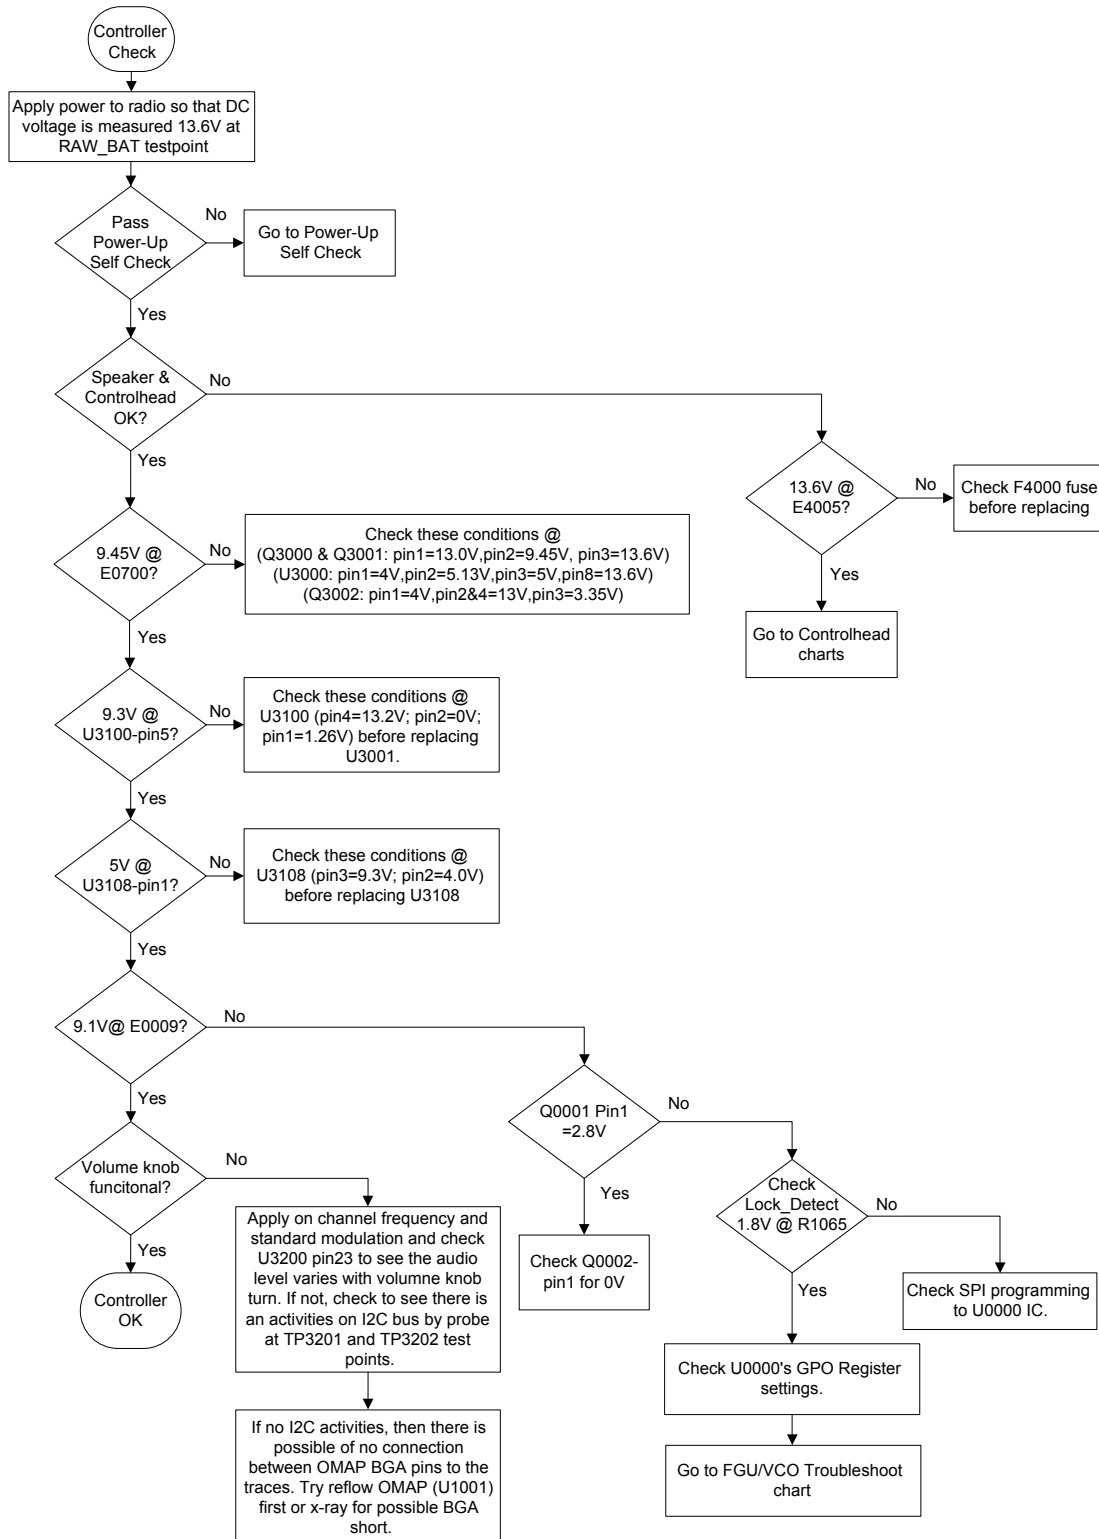 Controller
Check
Apply power to radio so that DC
voltage is measured 13.6V at
RAW_BAT testpoint
Pass
Power-Up
Self Check
No
Go to Power-Up
Self Check
Yes
Speaker &
Controlhead
OK?
No
Yes
13.6V @
E4005?
No
Check F4000 fuse
before replacing
Yes
Go to Controlhead
charts
9.45V @
E0700?
No
Check these conditions @
(Q3000 & Q3001: pin1=13.0V,pin2=9.45V, pin3=13.6V)
(U3000: pin1=4V,pin2=5.13V,pin3=5V,pin8=13.6V)
(Q3002: pin1=4V,pin2&4=13V,pin3=3.35V)
Yes
9.3V @
U3100-pin5?
No
Check these conditions @
U3100 (pin4=13.2V; pin2=0V;
pin1=1.26V) before replacing
U3001.
Yes
5V @
U3108-pin1?
No
Check these conditions @
U3108 (pin3=9.3V; pin2=4.0V)
before replacing U3108
Yes
9.1V@ E0009?
No
Yes
Q0001 Pin1
=2.8V
No
Yes
Check Q0002-
pin1 for 0V
Check
Lock_Detect
1.8V @ R1065
No
Check SPI programming
to U0000 IC.
Yes
Check U0000's GPO Register
settings.
Go to FGU/VCO Troubleshoot
chart
Volume knob
funcitonal?
No
Yes
Controller
OK
Apply on channel frequency and
standard modulation and check
U3200 pin23 to see the audio
level varies with volumne knob
turn. If not, check to see there is
an activities on I2C bus by probe
at TP3201 and TP3202 test
points.
If no I2C activities, then there is
possible of no connection
between OMAP BGA pins to the
traces. Try reflow OMAP (U1001)
first or x-ray for possible BGA
short.